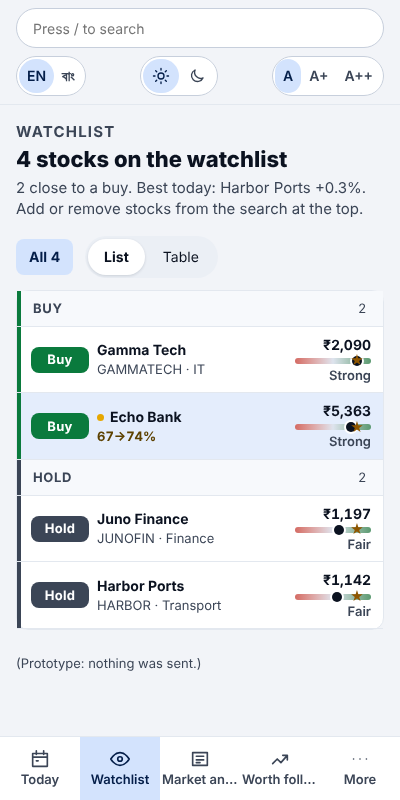 Press / to search
EN বাং A A+ A++
WATCHLIST
4 stocks on the watchlist
2 close to a buy. Best today: Harbor Ports +0.3%.
Add or remove stocks from the search at the top.
All 4 List Table
BUY 2
Buy Gamma Tech ₹2,090
GAMMATECH · IT Strong
Buy Echo Bank ₹5,363
67→74% Strong
HOLD 2
Hold Juno Finance ₹1,197
JUNOFIN · Finance Fair
Hold Harbor Ports ₹1,142
HARBOR · Transport Fair
(Prototype: nothing was sent.)
Today Watchlist Market an… Worth foll… More